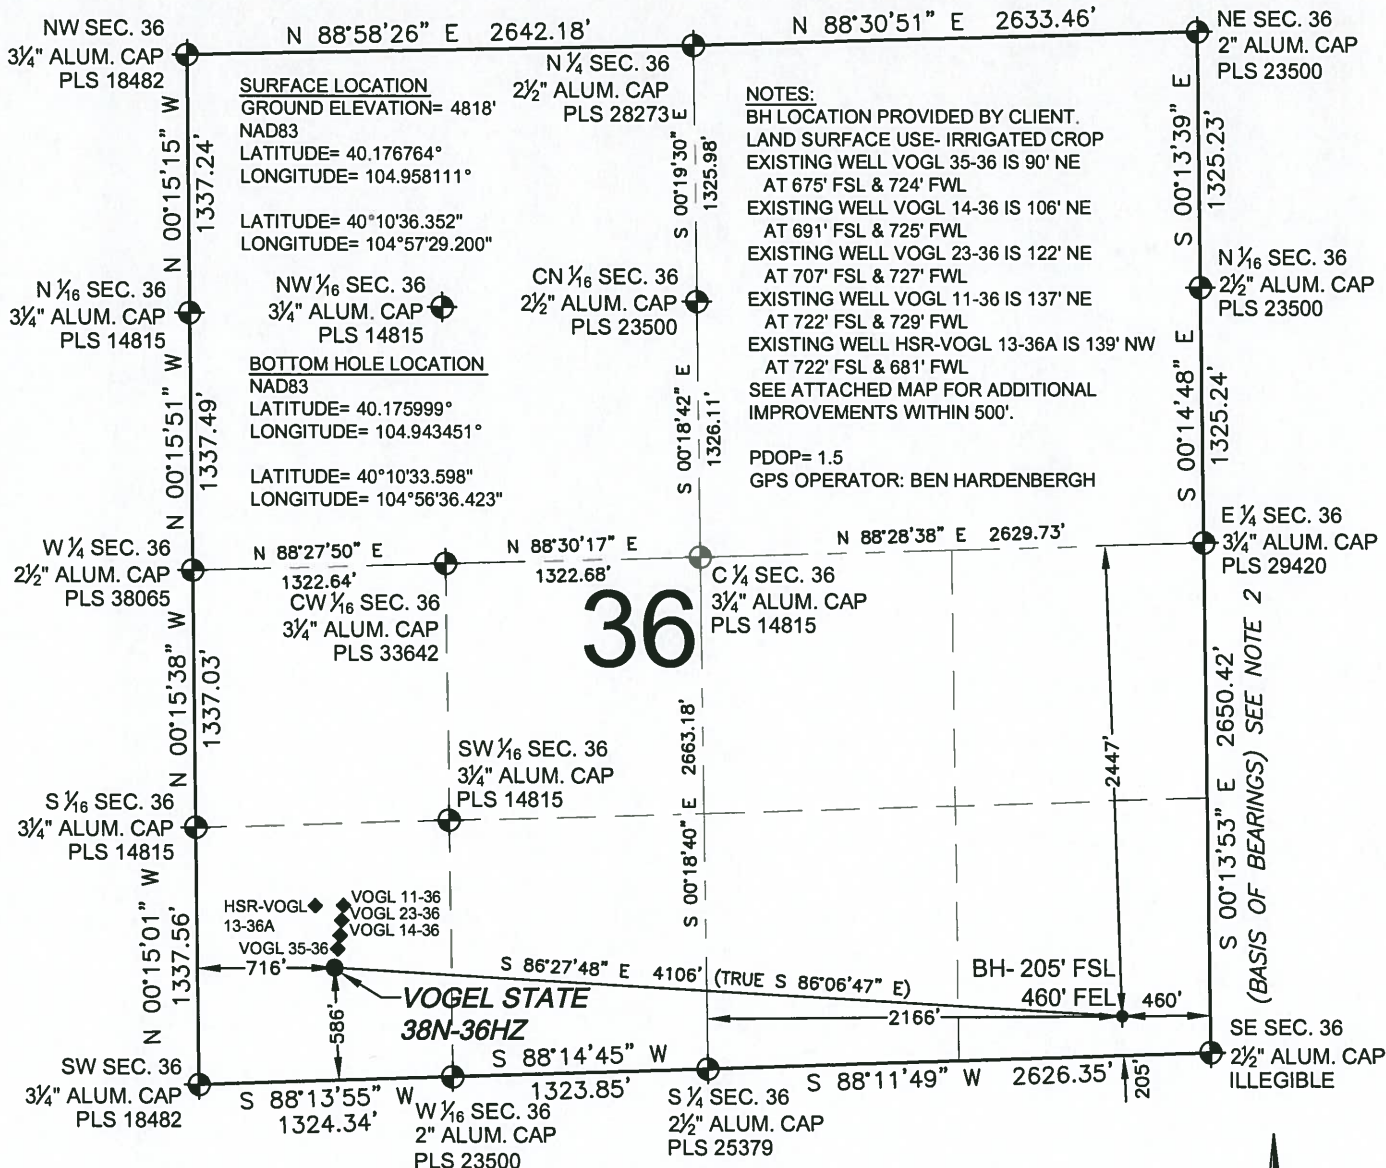 NW SEC. 36
3¼" ALUM. CAP
PLS 18482
N 88°58'26" E 2642.18'
N ¼ SEC. 36
2½" ALUM. CAP
PLS 28273
N 88°30'51" E 2633.46'
NE SEC. 36
2" ALUM. CAP
PLS 23500
SURFACE LOCATION
GROUND ELEVATION= 4818'
NAD83
LATITUDE= 40.176764°
LONGITUDE= 104.958111°
LATITUDE= 40°10'36.352"
LONGITUDE= 104°57'29.200"
NOTES:
BH LOCATION PROVIDED BY CLIENT.
LAND SURFACE USE- IRRIGATED CROP
EXISTING WELL VOGL 35-36 IS 90' NE
AT 675' FSL & 724' FWL
EXISTING WELL VOGL 14-36 IS 106' NE
AT 691' FSL & 725' FWL
EXISTING WELL VOGL 23-36 IS 122' NE
AT 707' FSL & 727' FWL
EXISTING WELL VOGL 11-36 IS 137' NE
AT 722' FSL & 729' FWL
EXISTING WELL HSR-VOGL 13-36A IS 139' NW
AT 722' FSL & 681' FWL
SEE ATTACHED MAP FOR ADDITIONAL
IMPROVEMENTS WITHIN 500'.
PDOP= 1.5
GPS OPERATOR: BEN HARDENBERGH
N 00°15'15" W
1337.24'
S 00°19'30" E
1325.98'
S 00°13'39" E
1325.23'
N 1/16 SEC. 36
3¼" ALUM. CAP
PLS 14815
NW 1/16 SEC. 36
3¼" ALUM. CAP
PLS 14815
CN 1/16 SEC. 36
2½" ALUM. CAP
PLS 23500
N 1/16 SEC. 36
2½" ALUM. CAP
PLS 23500
BOTTOM HOLE LOCATION
NAD83
LATITUDE= 40.175999°
LONGITUDE= 104.943451°
LATITUDE= 40°10'33.598"
LONGITUDE= 104°56'36.423"
N 00°15'51" W
1337.49'
S 00°18'42" E
1326.11'
S 00°14'48" E
1325.24'
W ¼ SEC. 36
2½" ALUM. CAP
PLS 38065
N 88°27'50" E
1322.64'
N 88°30'17" E
1322.68'
N 88°28'38" E 2629.73'
E ¼ SEC. 36
3¼" ALUM. CAP
PLS 29420
CW 1/16 SEC. 36
3¼" ALUM. CAP
PLS 33642
36
C ¼ SEC. 36
3¼" ALUM. CAP
PLS 14815
N 00°15'38" W
1337.03'
S 00°18'40" E 2663.18'
2447'
S 00°13'53" E 2650.42'
(BASIS OF BEARINGS) SEE NOTE 2
SW 1/16 SEC. 36
3¼" ALUM. CAP
PLS 14815
S 1/16 SEC. 36
3¼" ALUM. CAP
PLS 14815
N 00°15'01" W
1337.56'
HSR-VOGL
13-36A
VOGL 11-36
VOGL 23-36
VOGL 14-36
VOGL 35-36
716'
S 86°27'48" E 4106' (TRUE S 86°06'47" E)
BH- 205' FSL
460' FEL
VOGEL STATE
38N-36HZ
586'
2166'
460'
205'
SW SEC. 36
3¼" ALUM. CAP
PLS 18482
S 88°13'55" W
1324.34'
W 1/16 SEC. 36
2" ALUM. CAP
PLS 23500
S 88°14'45" W
1323.85'
S ¼ SEC. 36
2½" ALUM. CAP
PLS 25379
S 88°11'49" W 2626.35'
SE SEC. 36
2½" ALUM. CAP
ILLEGIBLE